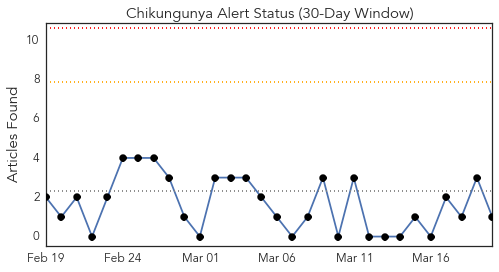 Chikungunya Alert Status (30-Day Window)
Articles Found
10
8
6
4
2
0
Feb 19 Feb 24 Mar 01 Mar 06 Mar 11 Mar 16